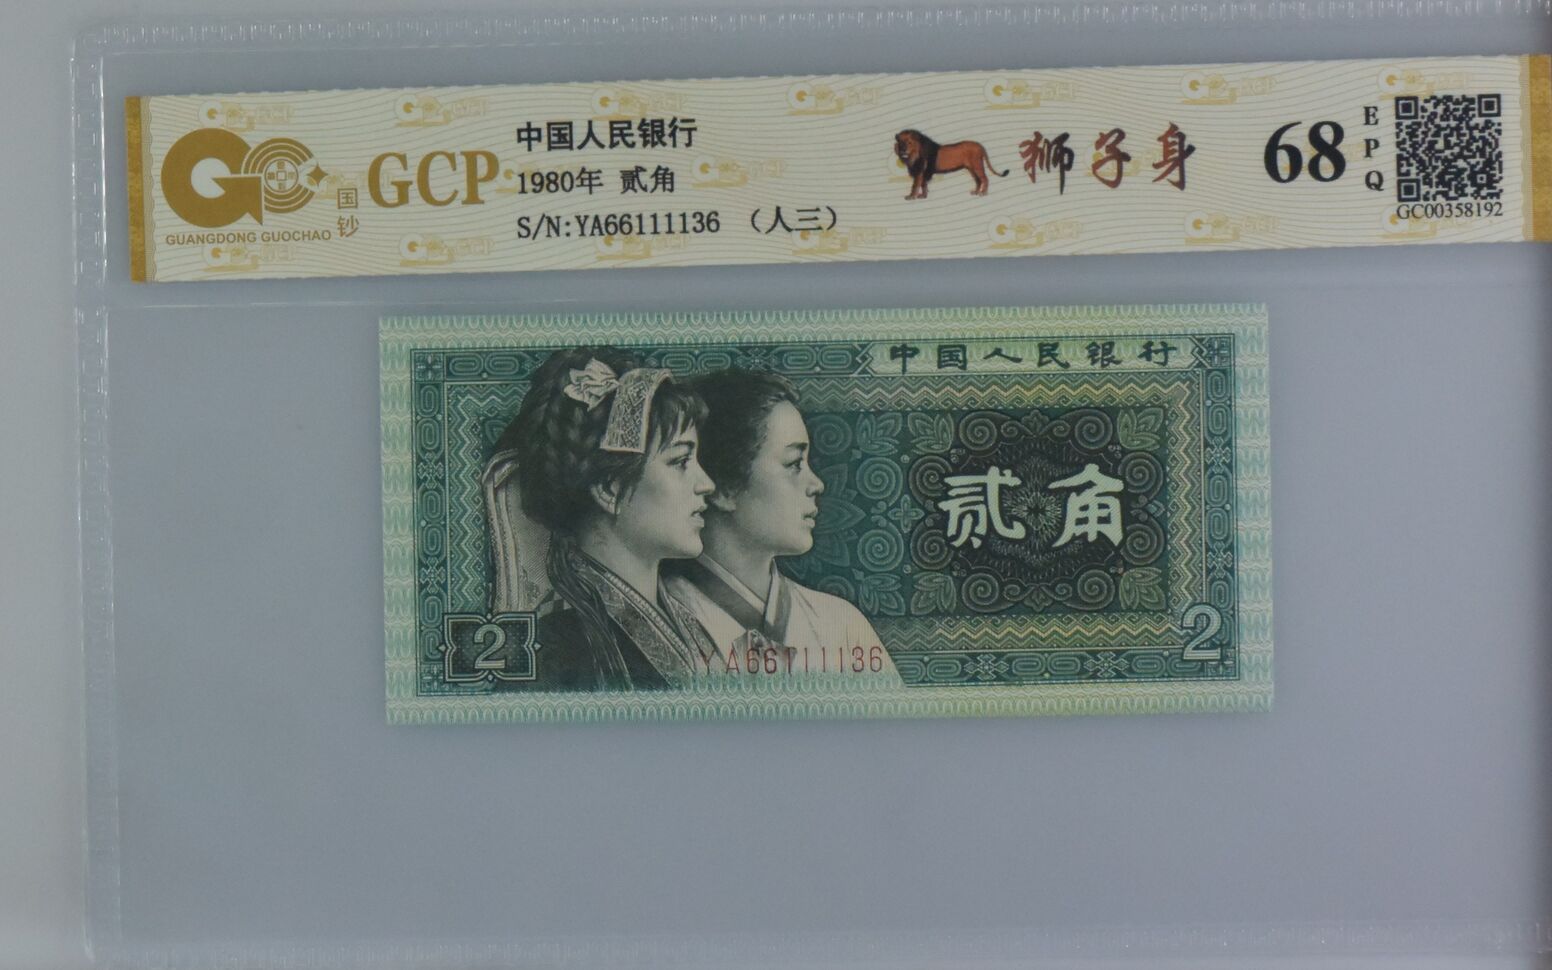 GUANGDONG GUOCHAO
国钞
GCP
中国人民银行
1980年 贰角
S/N:YA66111136 （人三）
狮子身
68
EPQ
GC00358192
中国人民银行
贰角
2
2
YA66111136